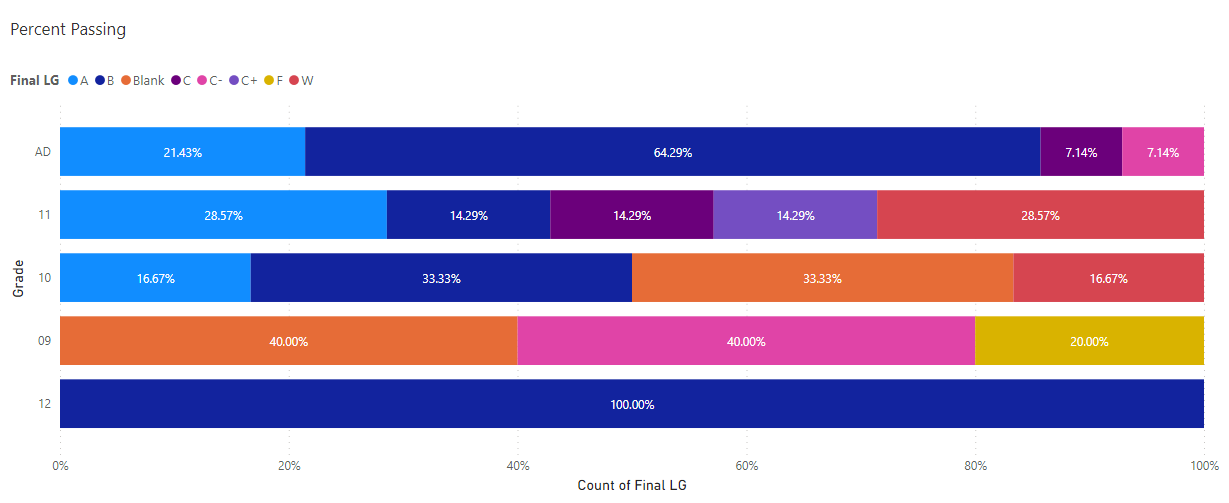 Percent Passing
Final LG A B Blank C C- C+ F W
AD 21.43% 64.29% 7.14% 7.14%
11 28.57% 14.29% 14.29% 14.29% 28.57%
10 16.67% 33.33% 33.33% 16.67%
Grade
09 40.00% 40.00% 20.00%
12 100.00%
0% 20% 40% 60% 80% 100%
Count of Final LG